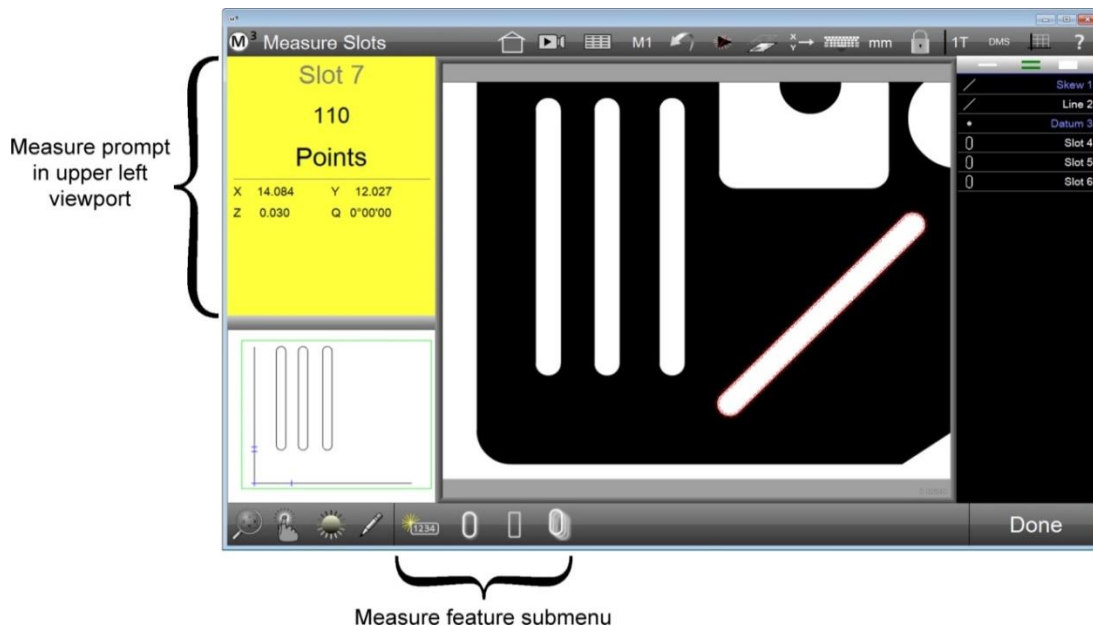 M3 Measure Slots
M1
mm
1T
DMS
?
Slot 7
110
Points
X 14.084 Y 12.027
Z 0.030 Q 0°00'00
Skew 1
Line 2
Datum 3
Slot 4
Slot 5
Slot 6
Measure prompt
in upper left
viewport
1234
Done
Measure feature submenu